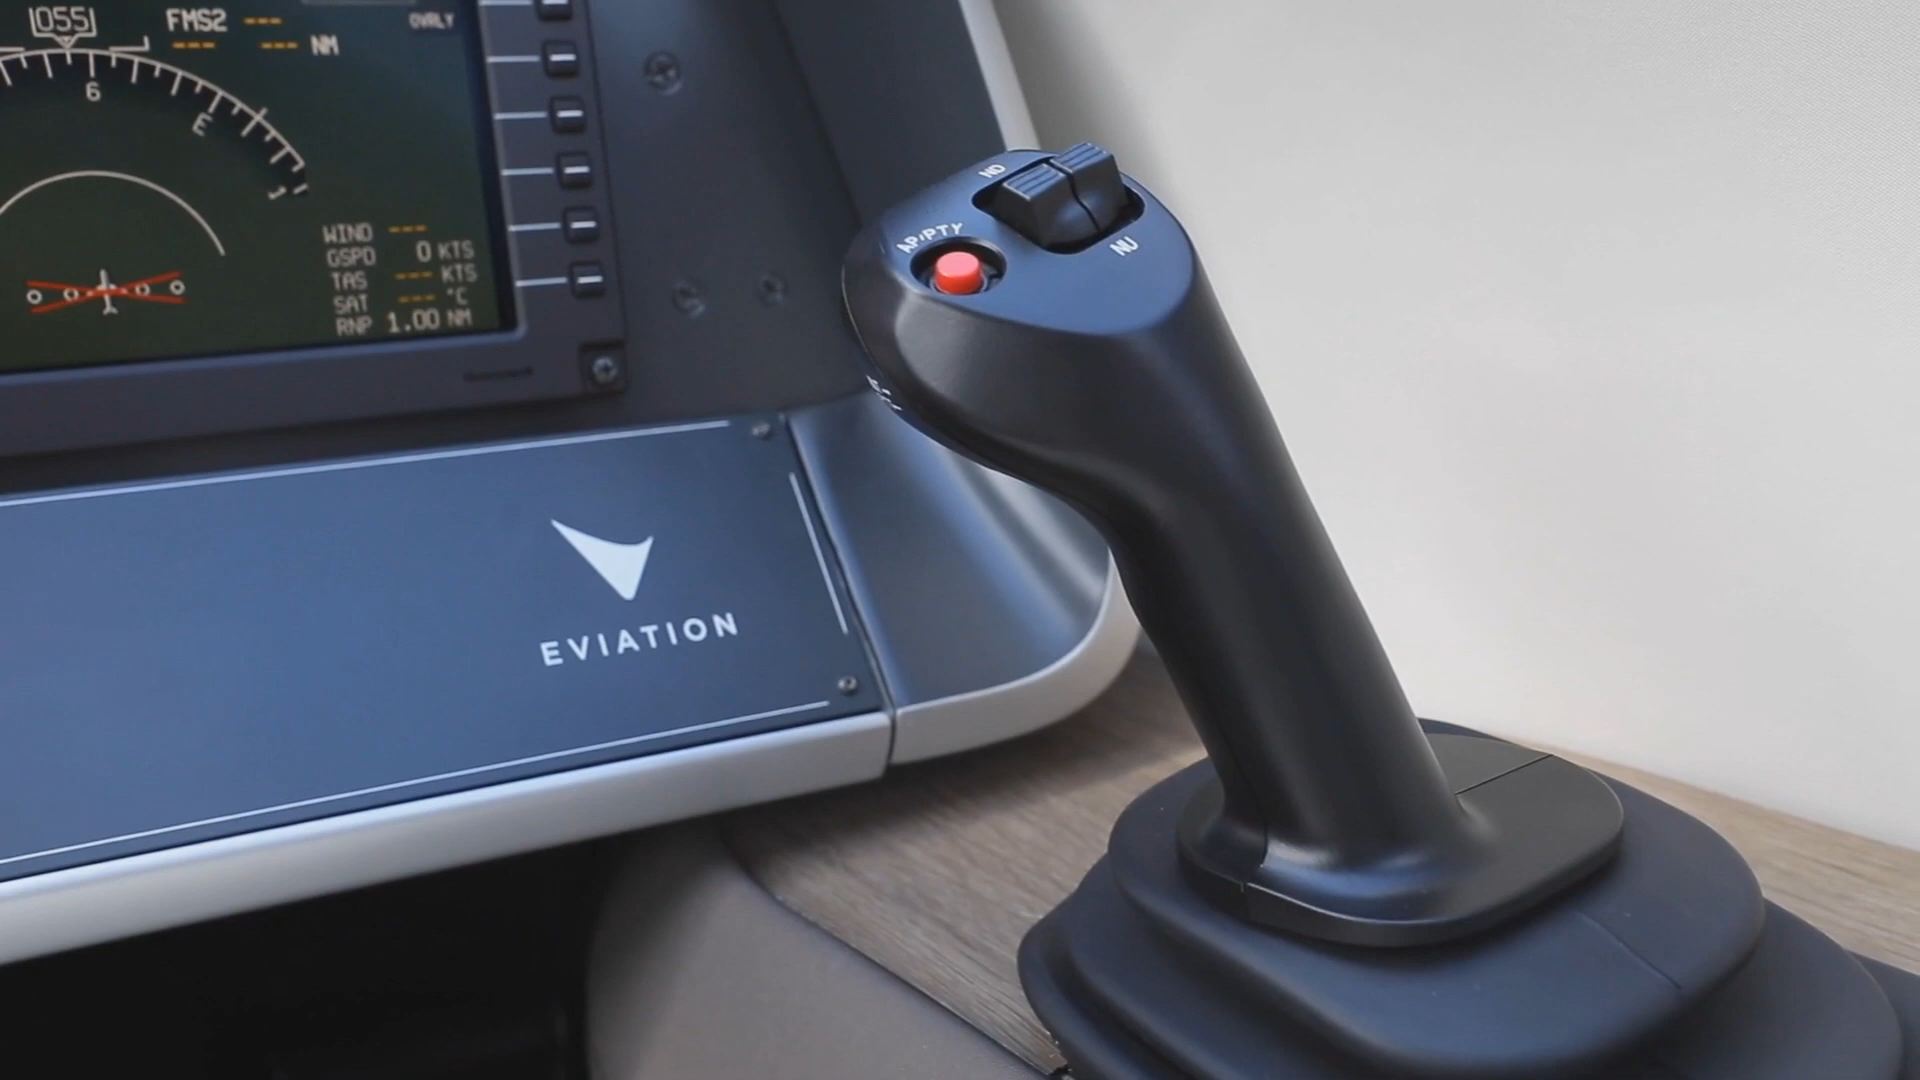 055
FMS2 ---
--- --- NM
OVRLY
6
E
WIND ---
GSPD 0 KTS
TAS --- KTS
SAT --- °C
RNP 1.00 NM
ND
NU
AP/PTY
EVIATION